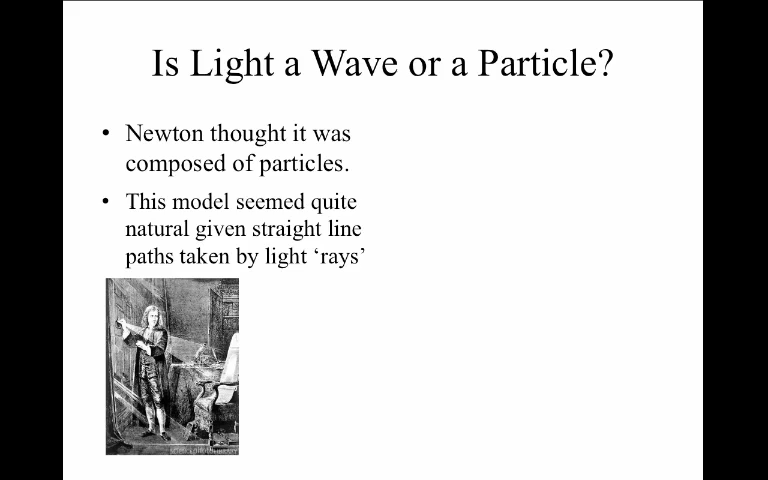 Is Light a Wave or a Particle?
• Newton thought it was
composed of particles.
• This model seemed quite
natural given straight line
paths taken by light ‘rays’